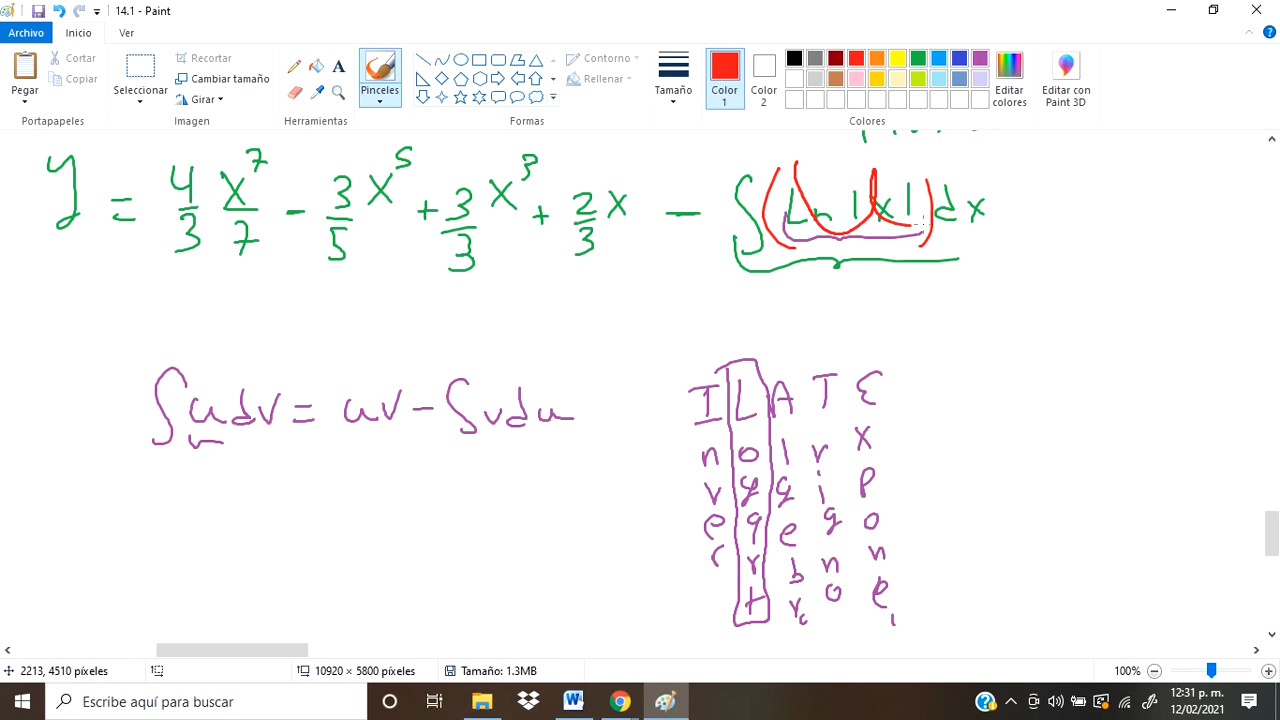 14.1 - Paint
Archivo Inicio Ver
Pegar Cortar Copiar
Portapapeles
Seleccionar Recortar Cambiar tamaño Girar
Imagen
A
Herramientas
Pinceles
Contorno Rellenar
Formas
Tamaño
Color 1 Color 2
Editar colores
Editar con Paint 3D
Colores
y = 4/3 x^7/7 - 3/5 x^5 + 3/3 x^3 + 2/3 x - ∫ (Ln |x|) dx
∫ u dv = uv - ∫ v du
I L A T E
n o l r x
v g g i p
e a e g o
r r b n n
t r o e
2213, 4510 píxeles
10920 × 5800 píxeles
Tamaño: 1.3MB
100%
Escribe aquí para buscar
12:31 p. m.
12/02/2021